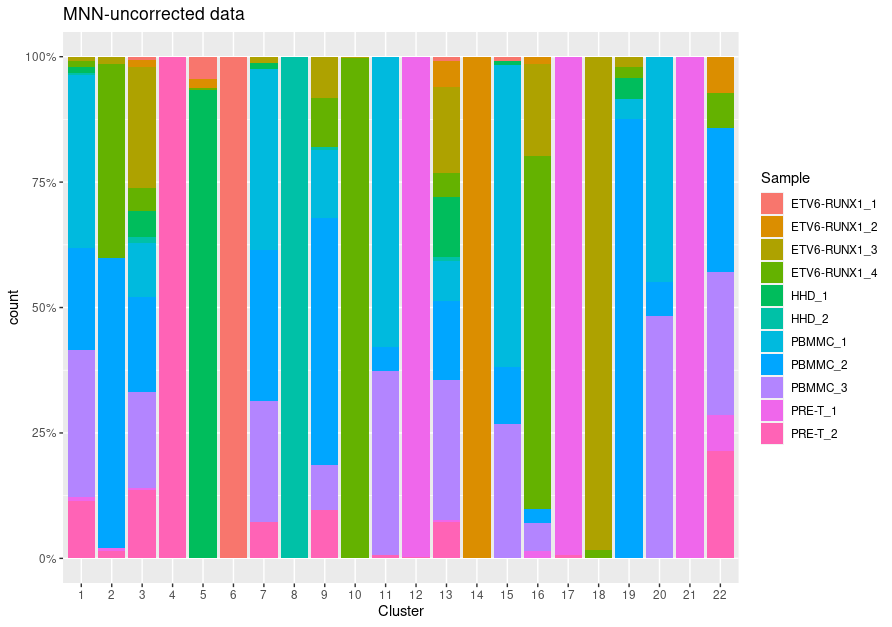 MNN-uncorrected data
100%
75%
50%
25%
0%
count
1 2 3 4 5 6 7 8 9 10 11 12 13 14 15 16 17 18 19 20 21 22
Cluster
Sample
ETV6-RUNX1_1
ETV6-RUNX1_2
ETV6-RUNX1_3
ETV6-RUNX1_4
HHD_1
HHD_2
PBMMC_1
PBMMC_2
PBMMC_3
PRE-T_1
PRE-T_2